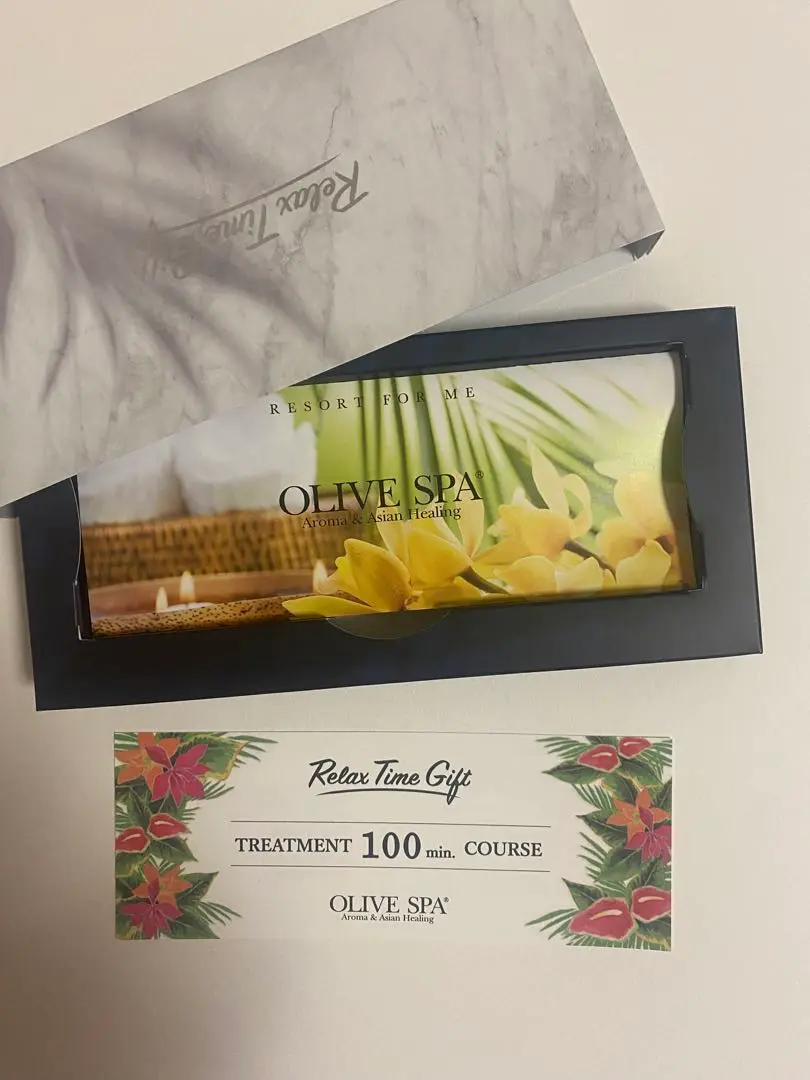 Relax Time
RESORT FOR ME
OLIVE SPA®
Aroma & Asian Healing
Relax Time Gift
TREATMENT 100 min. COURSE
OLIVE SPA®
Aroma & Asian Healing